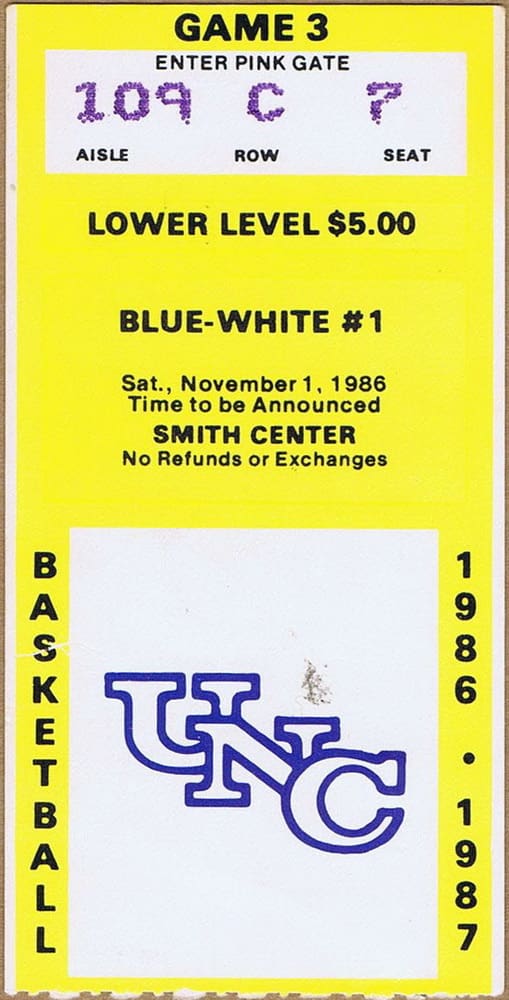 GAME 3
ENTER PINK GATE
109 C 7
AISLE ROW SEAT
LOWER LEVEL $5.00
BLUE-WHITE #1
Sat., November 1, 1986
Time to be Announced
SMITH CENTER
No Refunds or Exchanges
BASKETBALL
UNC
1986 • 1987